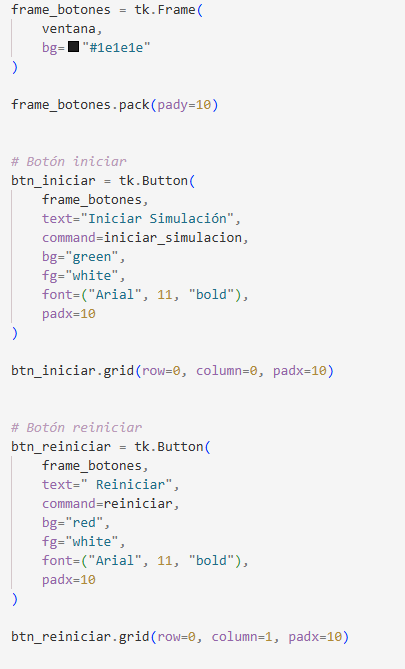 frame_botones = tk.Frame(
    ventana,
    bg="#1e1e1e"
)
frame_botones.pack(pady=10)
# Botón iniciar
btn_iniciar = tk.Button(
    frame_botones,
    text="Iniciar Simulación",
    command=iniciar_simulacion,
    bg="green",
    fg="white",
    font=("Arial", 11, "bold"),
    padx=10
)
btn_iniciar.grid(row=0, column=0, padx=10)
# Botón reiniciar
btn_reiniciar = tk.Button(
    frame_botones,
    text=" Reiniciar",
    command=reiniciar,
    bg="red",
    fg="white",
    font=("Arial", 11, "bold"),
    padx=10
)
btn_reiniciar.grid(row=0, column=1, padx=10)